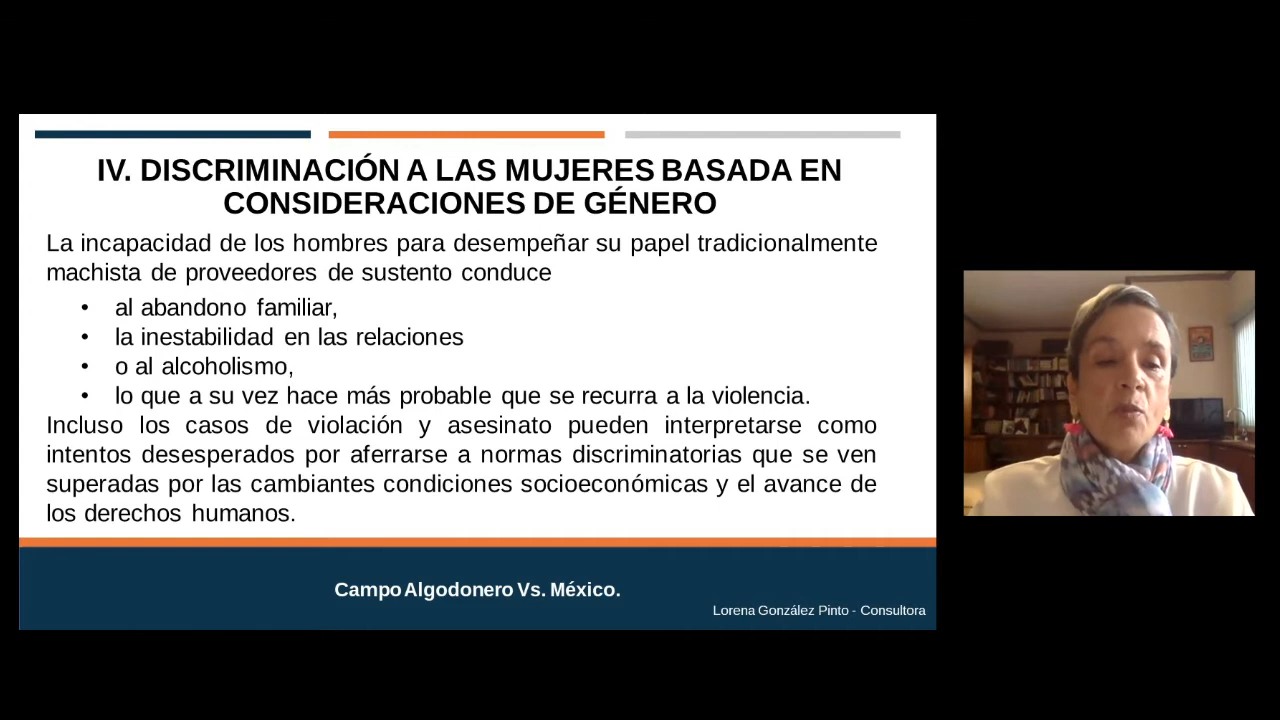 IV. DISCRIMINACIÓN A LAS MUJERES BASADA EN
CONSIDERACIONES DE GÉNERO
La incapacidad de los hombres para desempeñar su papel tradicionalmente
machista de proveedores de sustento conduce
• al abandono familiar,
• la inestabilidad en las relaciones
• o al alcoholismo,
• lo que a su vez hace más probable que se recurra a la violencia.
Incluso los casos de violación y asesinato pueden interpretarse como
intentos desesperados por aferrarse a normas discriminatorias que se ven
superadas por las cambiantes condiciones socioeconómicas y el avance de
los derechos humanos.
Campo Algodonero Vs. México.
Lorena González Pinto - Consultora